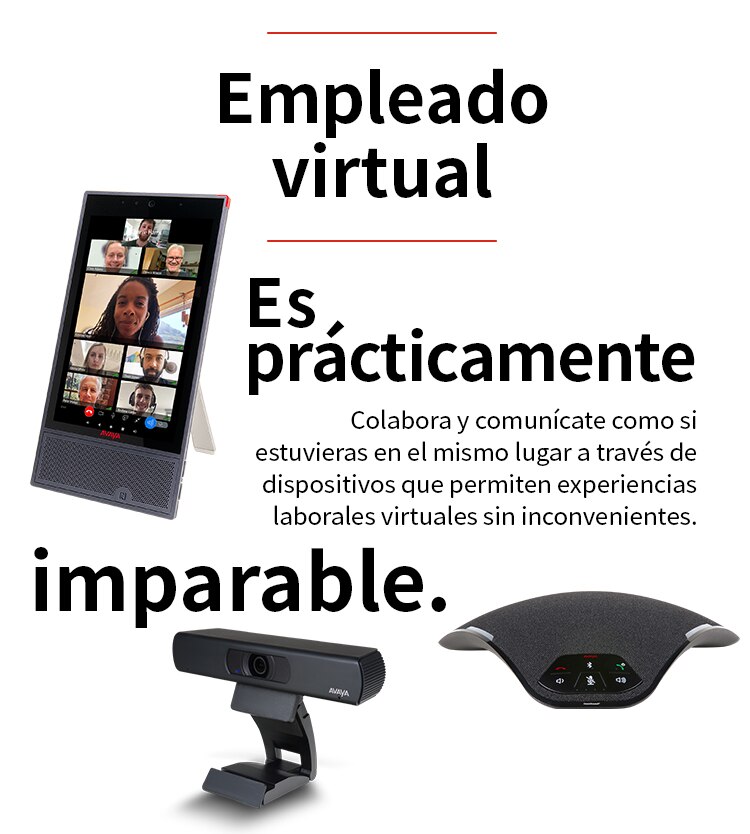 Empleado
virtual
Es
prácticamente
Colabora y comunícate como si
estuvieras en el mismo lugar a través de
dispositivos que permiten experiencias
laborales virtuales sin inconvenientes.
imparable.
AVAYA
AVAYA
AVAYA